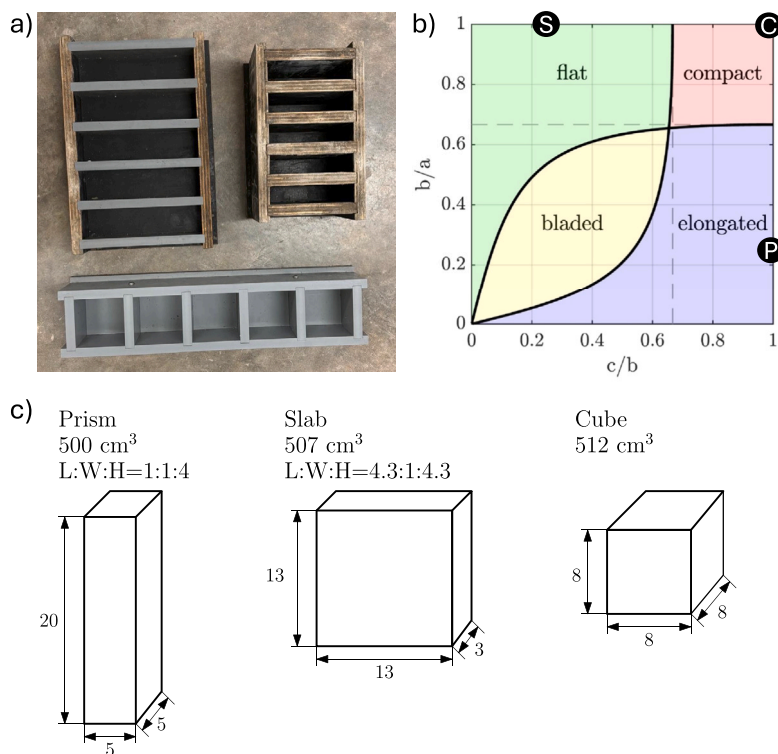 a)
b)
S
C
1
flat
compact
0.8
0.6
b/a
0.4
bladed
elongated
P
0.2
0
0 0.2 0.4 0.6 0.8 1
c/b
c)
Prism
500 cm³
L:W:H=1:1:4
20
5
5
Slab
507 cm³
L:W:H=4.3:1:4.3
13
13
3
Cube
512 cm³
8
8
8